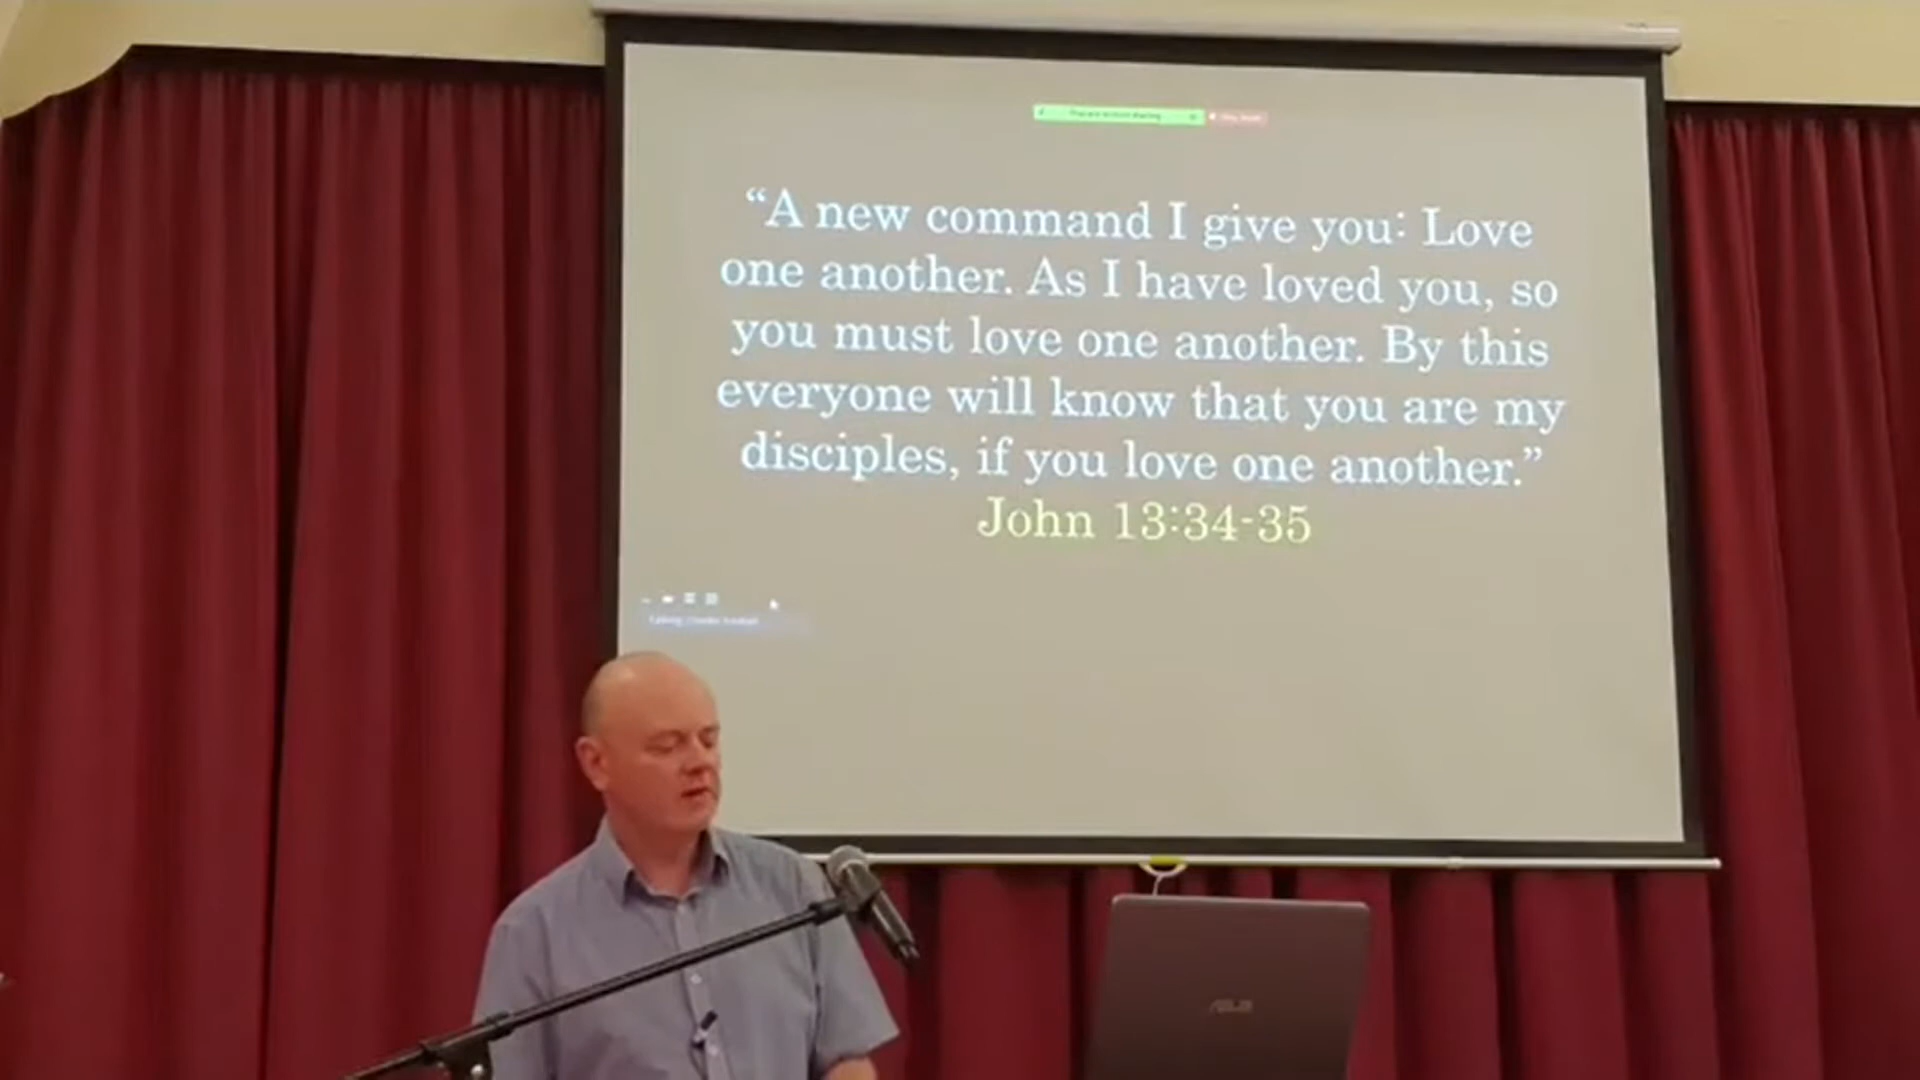 “A new command I give you: Love
one another. As I have loved you, so
you must love one another. By this
everyone will know that you are my
disciples, if you love one another.”
John 13:34-35
ASUS